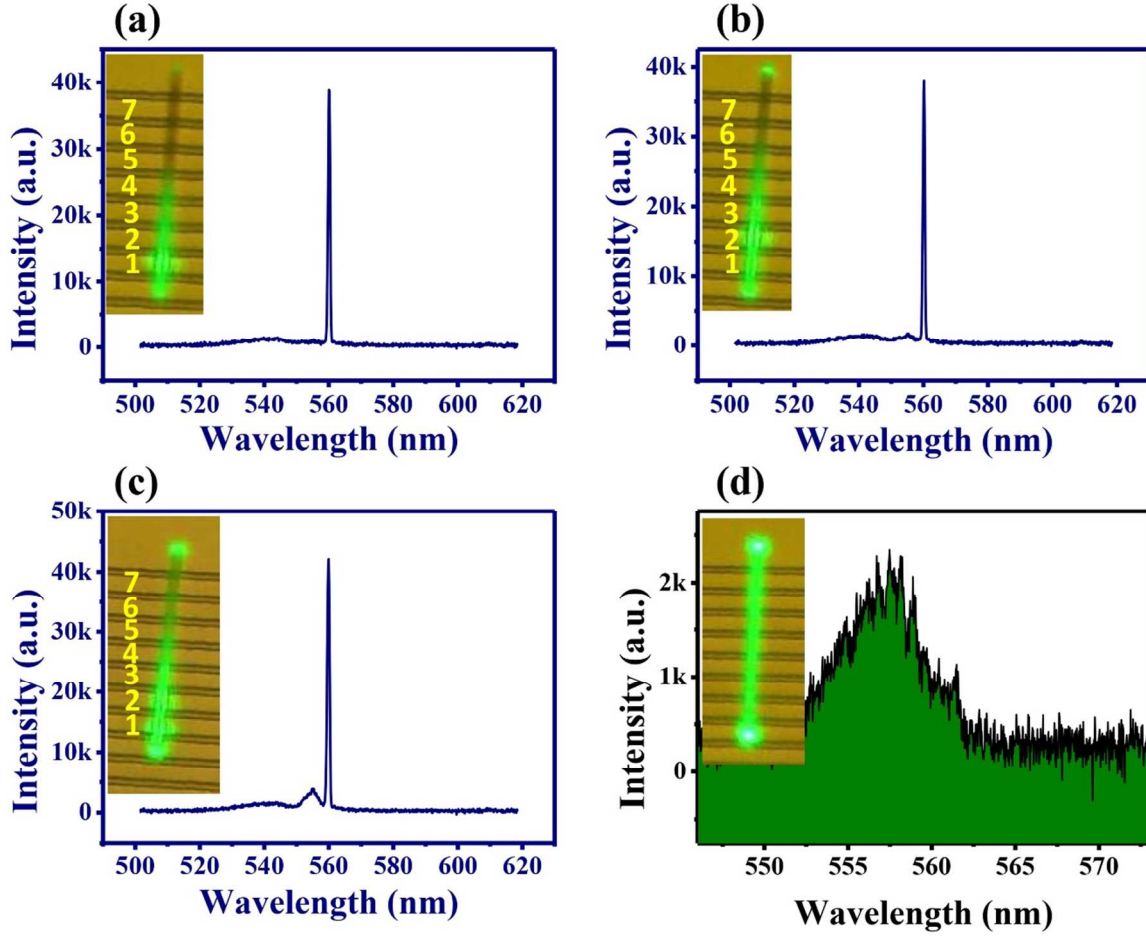 (a)
Intensity (a.u.)
40k
30k
20k
10k
0
7
6
5
4
3
2
1
500 520 540 560 580 600 620
Wavelength (nm)
(b)
Intensity (a.u.)
40k
30k
20k
10k
0
7
6
5
4
3
2
1
500 520 540 560 580 600 620
Wavelength (nm)
(c)
Intensity (a.u.)
50k
40k
30k
20k
10k
0
7
6
5
4
3
2
1
500 520 540 560 580 600 620
Wavelength (nm)
(d)
Intensity (a.u.)
2k
1k
0
550 555 560 565 570
Wavelength (nm)